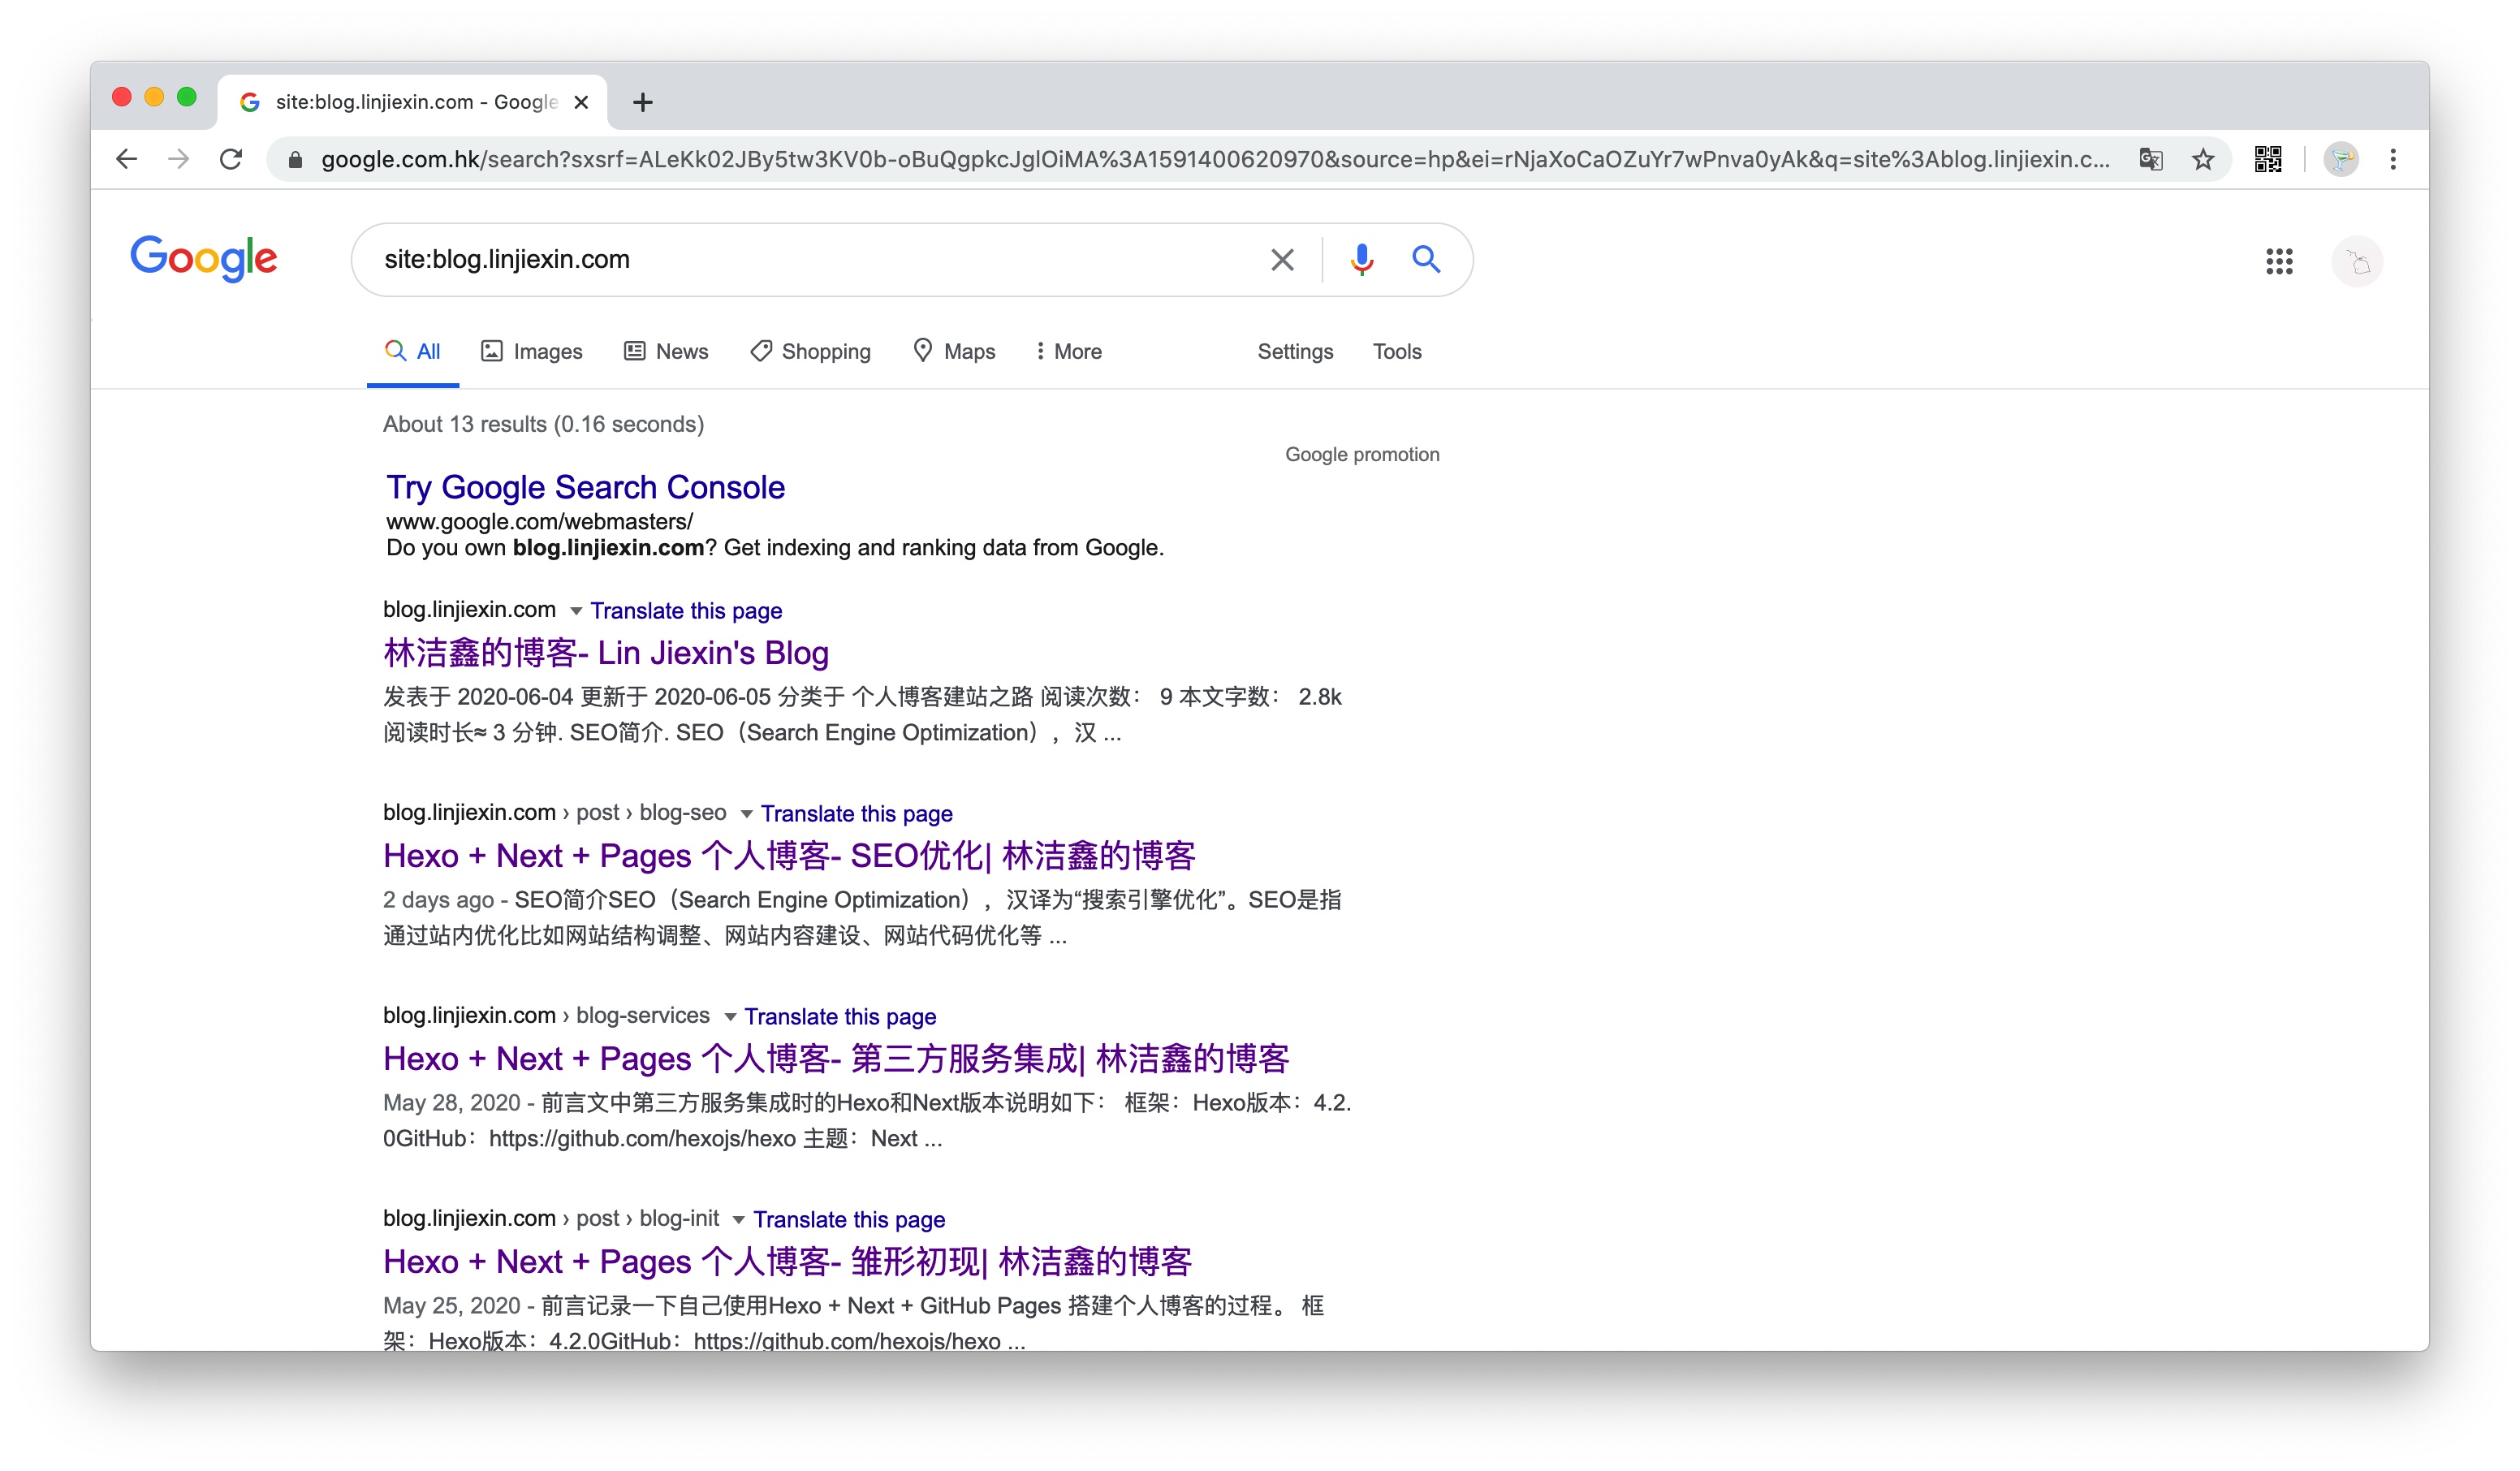 site:blog.linjiexin.com - Google
google.com.hk/search?sxsrf=ALeKk02JBy5tw3KV0b-oBuQgpkcJglOiMA%3A1591400620970&source=hp&ei=rNjaXoCaOZuYr7wPnva0yAk&q=site%3Ablog.linjiexin.c...
Google
site:blog.linjiexin.com
All Images News Shopping Maps More Settings Tools
About 13 results (0.16 seconds)
Google promotion
Try Google Search Console
www.google.com/webmasters/
Do you own blog.linjiexin.com? Get indexing and ranking data from Google.
blog.linjiexin.com Translate this page
林洁鑫的博客- Lin Jiexin's Blog
发表于 2020-06-04 更新于 2020-06-05 分类于 个人博客建站之路 阅读次数： 9 本文字数： 2.8k
阅读时长≈ 3 分钟. SEO简介. SEO（Search Engine Optimization），汉 ...
blog.linjiexin.com › post › blog-seo Translate this page
Hexo + Next + Pages 个人博客- SEO优化| 林洁鑫的博客
2 days ago - SEO简介SEO（Search Engine Optimization），汉译为“搜索引擎优化”。SEO是指
通过站内优化比如网站结构调整、网站内容建设、网站代码优化等 ...
blog.linjiexin.com › blog-services Translate this page
Hexo + Next + Pages 个人博客- 第三方服务集成| 林洁鑫的博客
May 28, 2020 - 前言文中第三方服务集成时的Hexo和Next版本说明如下： 框架：Hexo版本：4.2.
0GitHub：https://github.com/hexojs/hexo 主题：Next ...
blog.linjiexin.com › post › blog-init Translate this page
Hexo + Next + Pages 个人博客- 雏形初现| 林洁鑫的博客
May 25, 2020 - 前言记录一下自己使用Hexo + Next + GitHub Pages 搭建个人博客的过程。 框
架：Hexo版本：4.2.0GitHub：https://github.com/hexojs/hexo ...